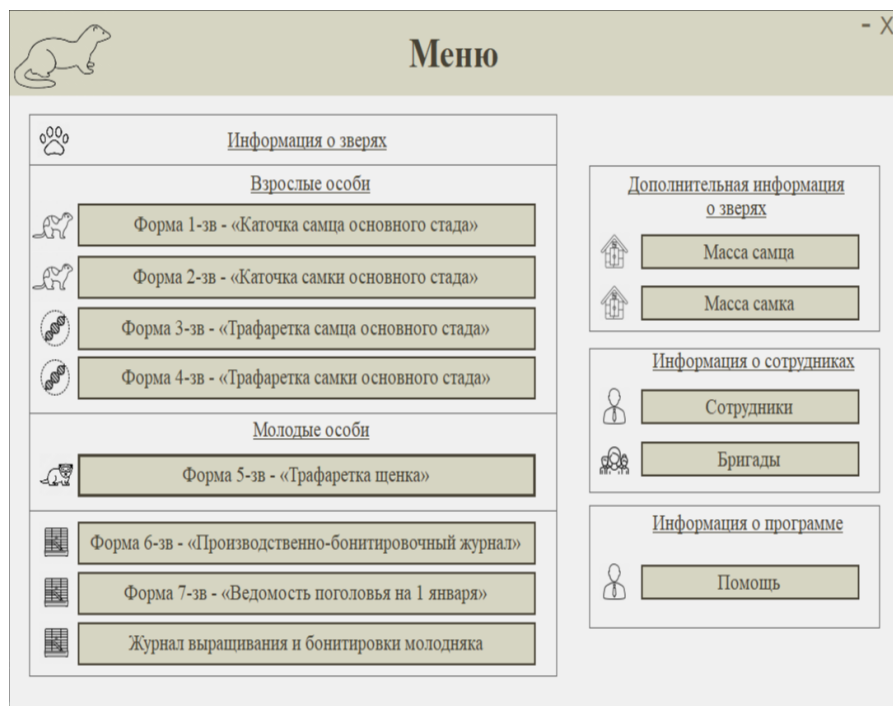 Меню
- X
Информация о зверях
Взрослые особи
Форма 1-зв - «Каточка самца основного стада»
Форма 2-зв - «Каточка самки основного стада»
Форма 3-зв - «Трафаретка самца основного стада»
Форма 4-зв - «Трафаретка самки основного стада»
Молодые особи
Форма 5-зв - «Трафаретка щенка»
Форма 6-зв - «Производственно-бонитировочный журнал»
Форма 7-зв - «Ведомость поголовья на 1 января»
Журнал выращивания и бонитировки молодняка
Дополнительная информация
о зверях
Масса самца
Масса самка
Информация о сотрудниках
Сотрудники
Бригады
Информация о программе
Помощь